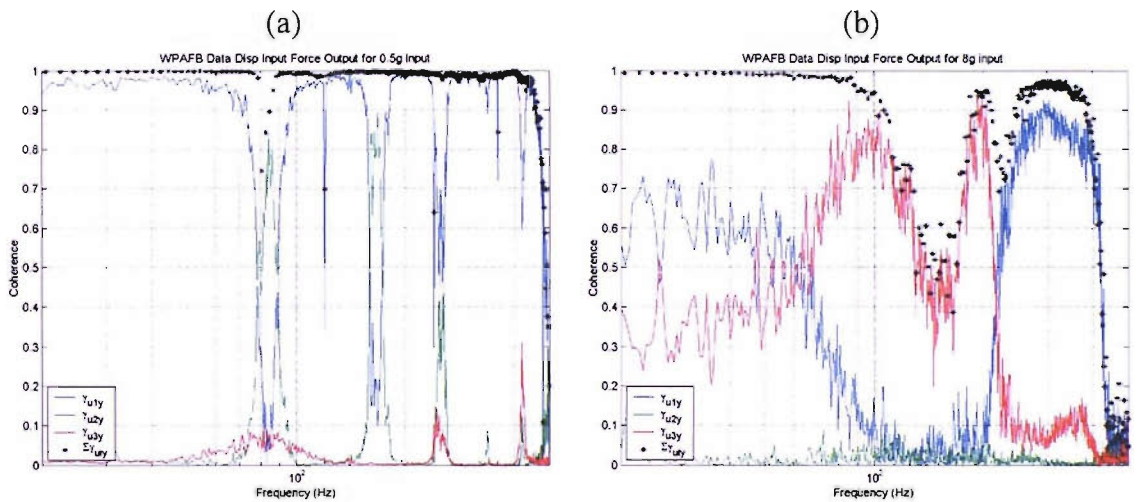 (a)
WPAFB Data Disp Input Force Output for 0.5g Input
Coherence
1
0.9
0.8
0.7
0.6
0.5
0.4
0.3
0.2
0.1
0
γu1y
γu2y
γu3y
Σγuiy
10²
Frequency (Hz)
(b)
WPAFB Data Disp Input Force Output for 8g input
Coherence
1
0.9
0.8
0.7
0.6
0.5
0.4
0.3
0.2
0.1
0
γu1y
γu2y
γu3y
Σγuiy
10²
Frequency (Hz)